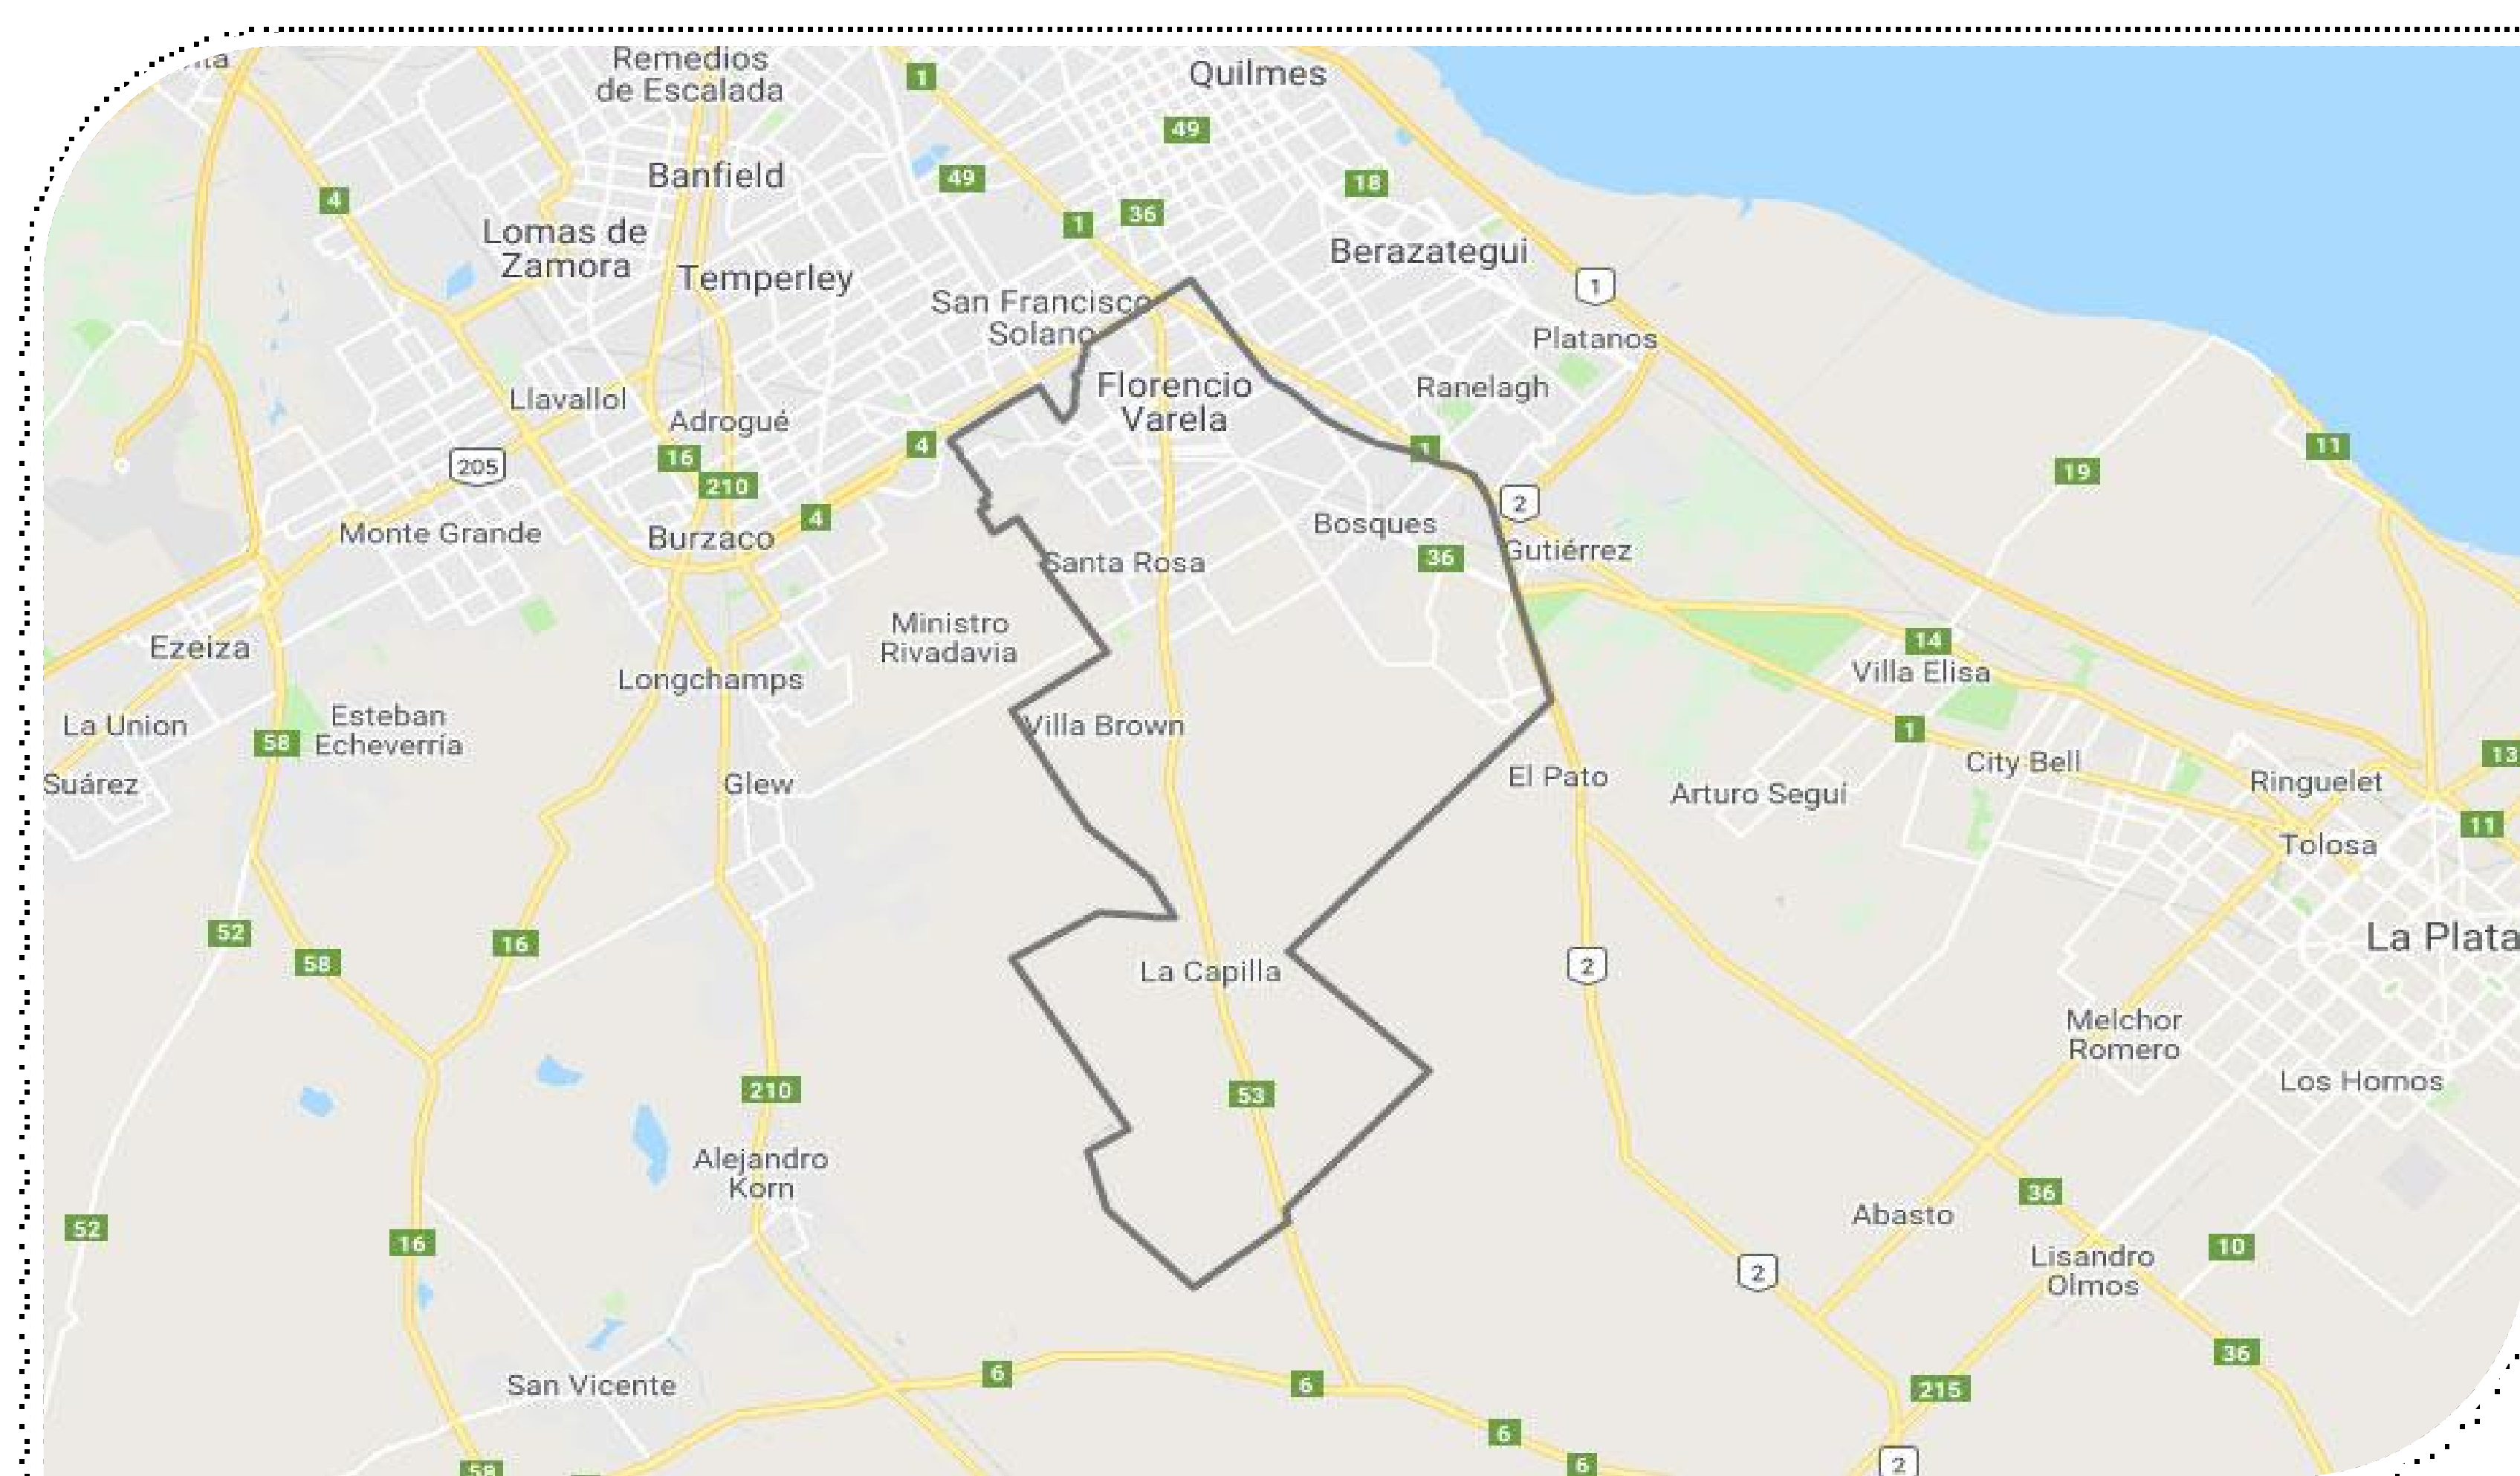 Remedios
de Escalada
1
Quilmes
49
Banfield
49
18
4
1
36
Lomas de
Zamora
Berazategui
Temperley
1
San Francisco
Solano
Platanos
Florencio
Varela
Ranelagh
Llavallol
Adrogué
4
1
11
205
16
19
210
2
4
Bosques
Monte Grande
Burzaco
36
Gutiérrez
Santa Rosa
Ministro
Rivadavia
14
Ezeiza
Villa Elisa
Longchamps
Esteban
Echeverría
La Union
Villa Brown
1
58
13
City Bell
El Pato
Ringuelet
Suárez
Glew
Arturo Seguí
11
Tolosa
52
16
La Plata
58
2
La Capilla
Melchor
Romero
Los Hornos
210
53
Alejandro
Korn
36
52
Abasto
16
10
Lisandro
Olmos
2
36
6
6
San Vicente
215
6
58
6
2